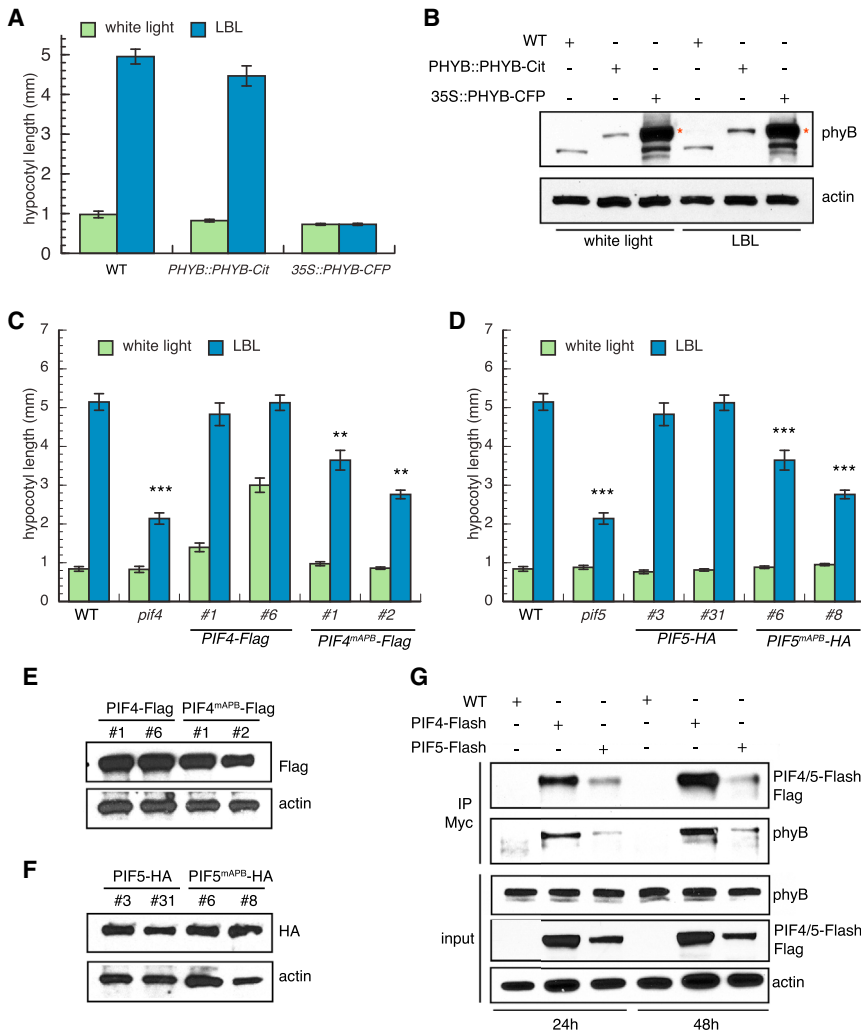 A
white light LBL
hypocotyl length (mm)
5
4
3
2
1
0
WT PHYB::PHYB-Cit 35S::PHYB-CFP
B
WT + - - + - -
PHYB::PHYB-Cit - + - - + -
35S::PHYB-CFP - - + - - +
* * phyB
actin
white light LBL
C
white light LBL
hypocotyl length (mm)
7
6
5
4
3
2
1
0
***
**
**
WT pif4 #1 #6 #1 #2
PIF4-Flag PIF4mAPB-Flag
D
white light LBL
hypocotyl length (mm)
7
6
5
4
3
2
1
0
***
***
***
WT pif5 #3 #31 #6 #8
PIF5-HA PIF5mAPB-HA
E
PIF4-Flag PIF4mAPB-Flag
#1 #6 #1 #2
Flag
actin
F
PIF5-HA PIF5mAPB-HA
#3 #31 #6 #8
HA
actin
G
WT + - - + - -
PIF4-Flash - + - - + -
PIF5-Flash - - + - - +
IP
Myc
PIF4/5-Flash
Flag
phyB
input
phyB
PIF4/5-Flash
Flag
actin
24h 48h